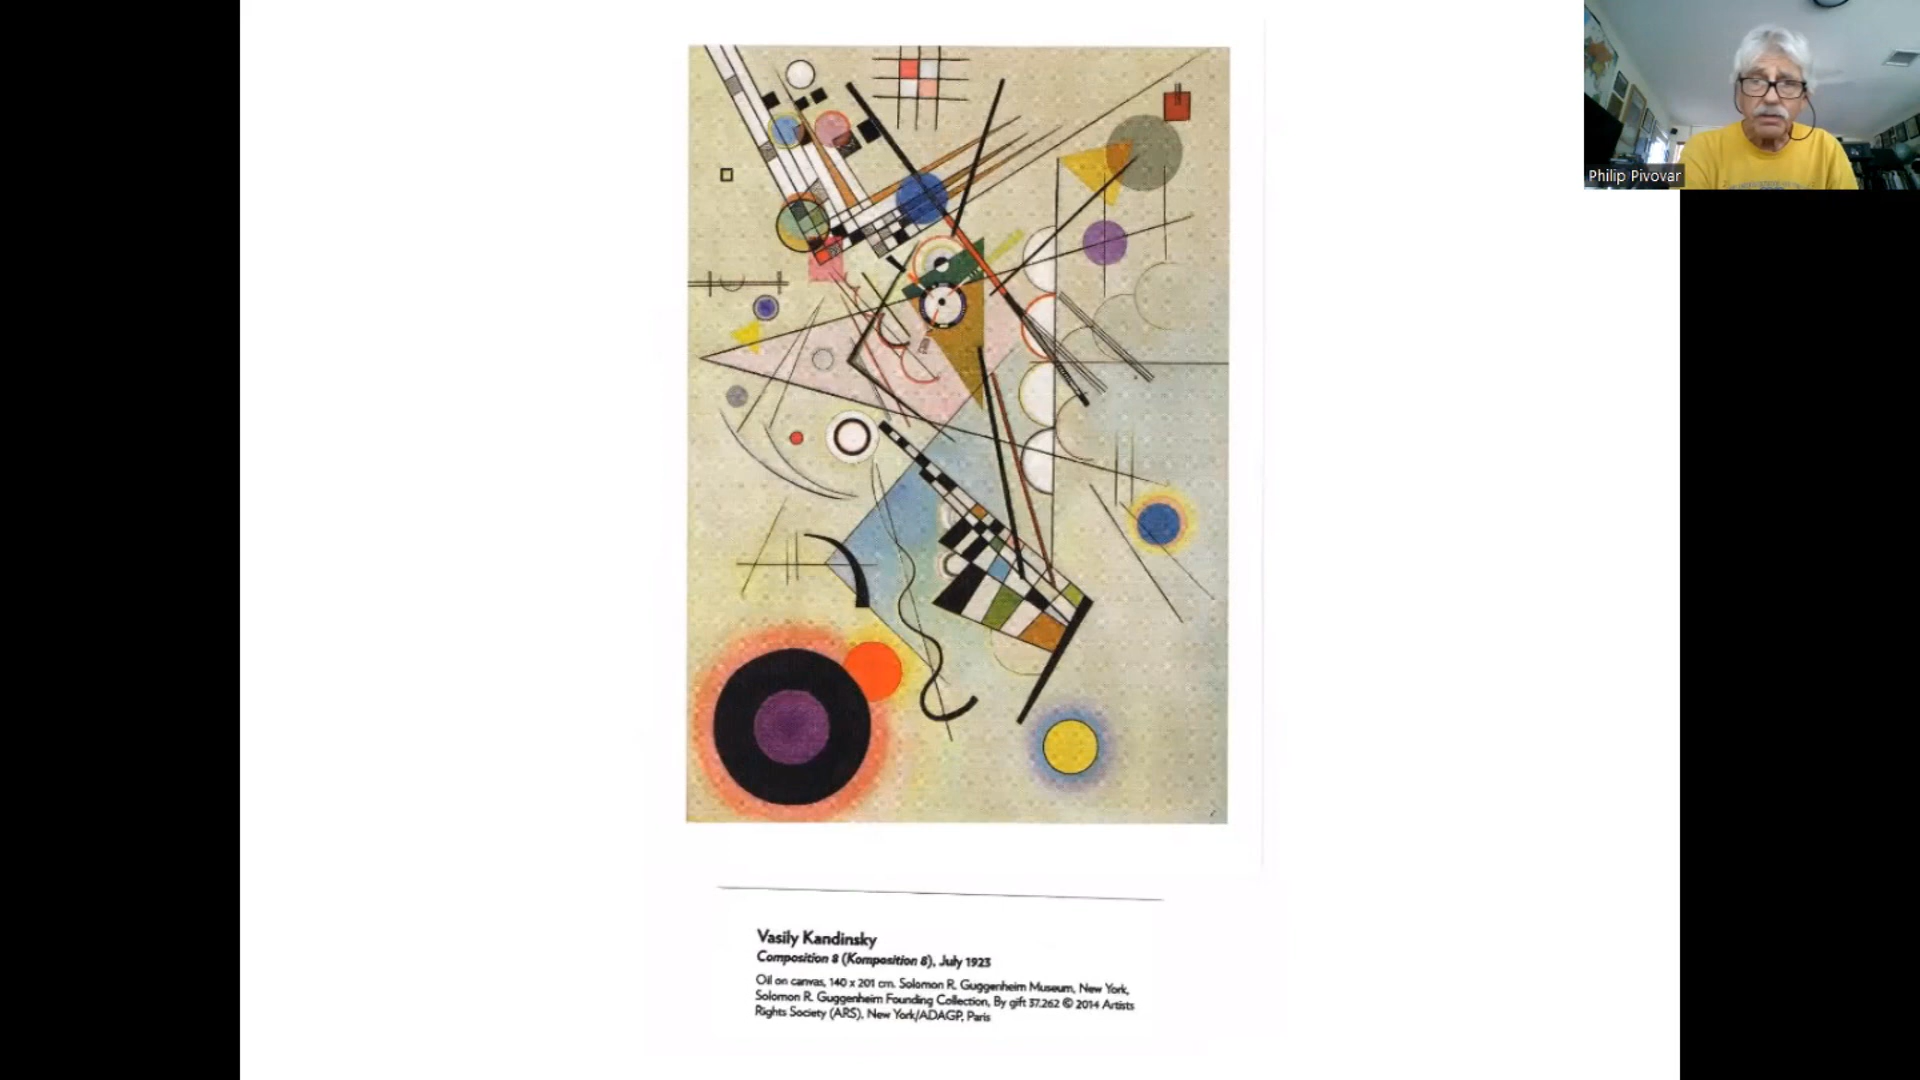 Philip Pivovar
Vasily Kandinsky
Composition 8 (Komposition 8), July 1923
Oil on canvas, 140 x 201 cm. Solomon R. Guggenheim Museum, New York,
Solomon R. Guggenheim Founding Collection, By gift 37.262 © 2014 Artists
Rights Society (ARS), New York/ADAGP, Paris